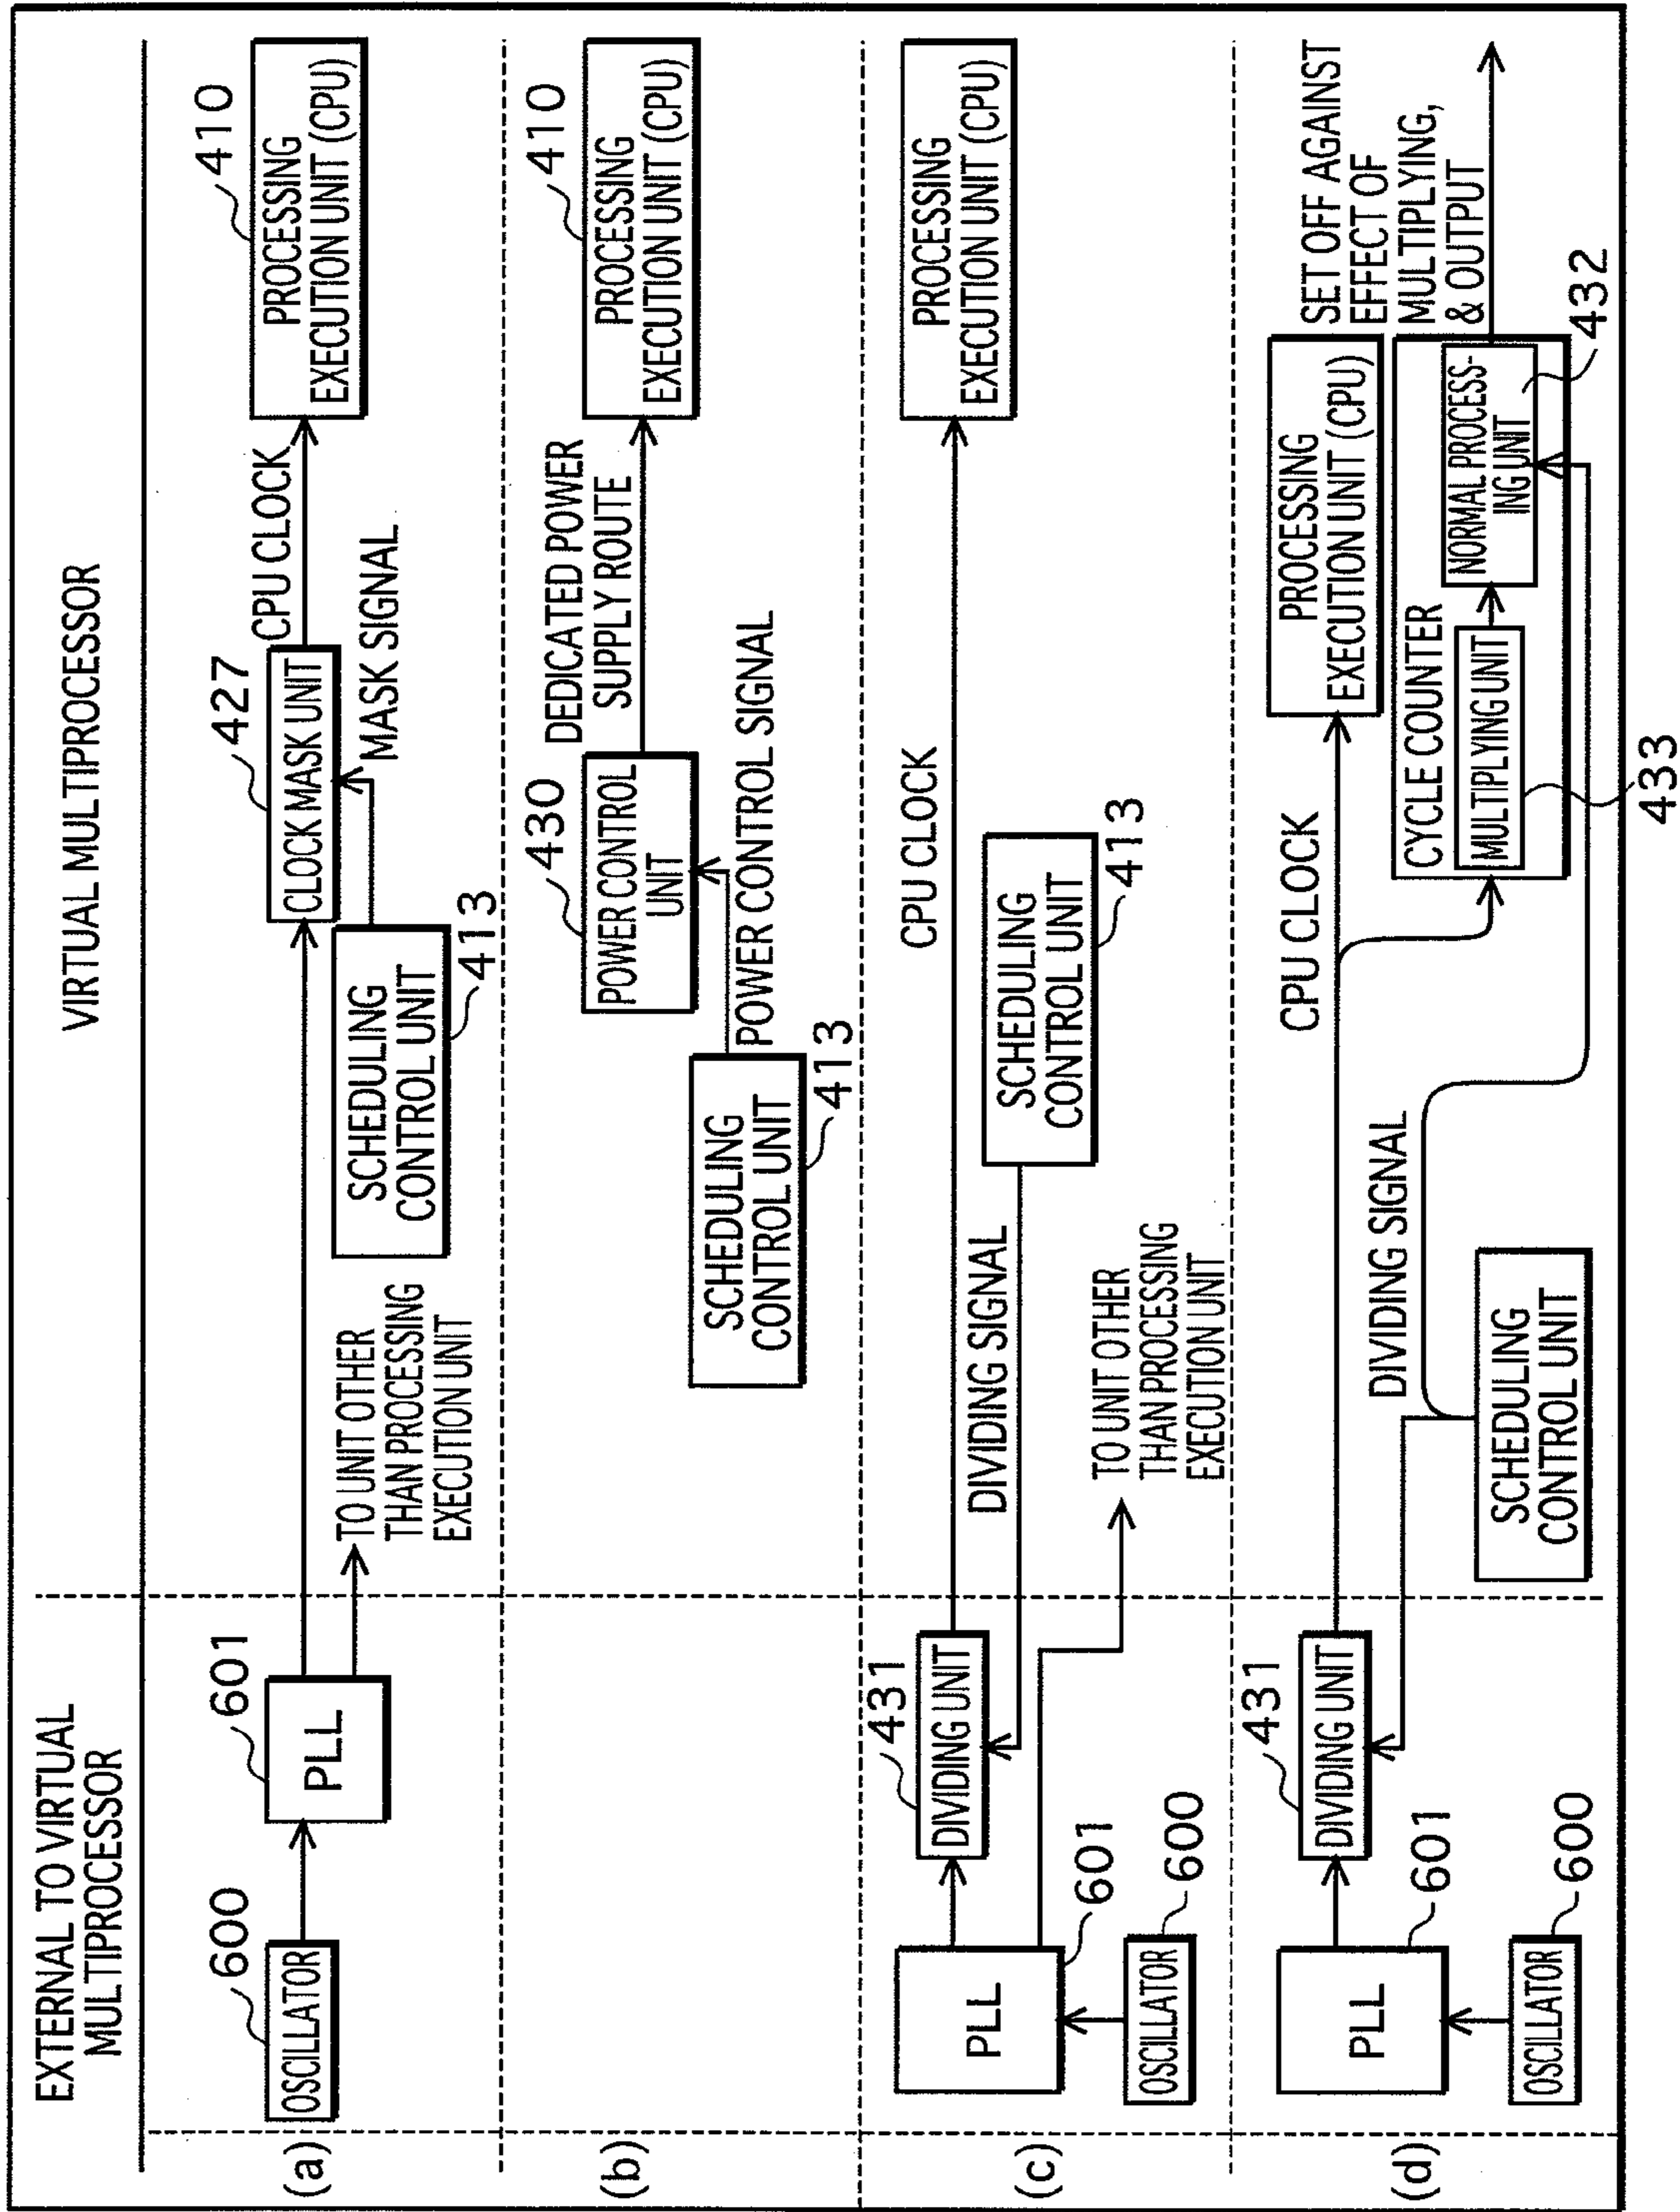 EXTERNAL TO VIRTUAL
MULTIPROCESSOR
VIRTUAL MULTIPROCESSOR
(a)
600
OSCILLATOR
601
PLL
TO UNIT OTHER
THAN PROCESSING
EXECUTION UNIT
SCHEDULING
CONTROL UNIT
413
427
CLOCK MASK UNIT
MASK SIGNAL
CPU CLOCK
410
PROCESSING
EXECUTION UNIT (CPU)
(b)
SCHEDULING
CONTROL UNIT
413
430
POWER CONTROL
UNIT
POWER CONTROL SIGNAL
DEDICATED POWER
SUPPLY ROUTE
410
PROCESSING
EXECUTION UNIT (CPU)
(c)
PLL
601
OSCILLATOR
600
431
DIVIDING UNIT
DIVIDING SIGNAL
TO UNIT OTHER
THAN PROCESSING
EXECUTION UNIT
SCHEDULING
CONTROL UNIT
413
CPU CLOCK
PROCESSING
EXECUTION UNIT (CPU)
(d)
PLL
601
OSCILLATOR
600
431
DIVIDING UNIT
SCHEDULING
CONTROL UNIT
DIVIDING SIGNAL
CPU CLOCK
PROCESSING
EXECUTION UNIT (CPU)
CYCLE COUNTER
MULTIPLYING UNIT
433
NORMAL PROCESS-
ING UNIT
432
SET OFF AGAINST
EFFECT OF
MULTIPLYING,
& OUTPUT